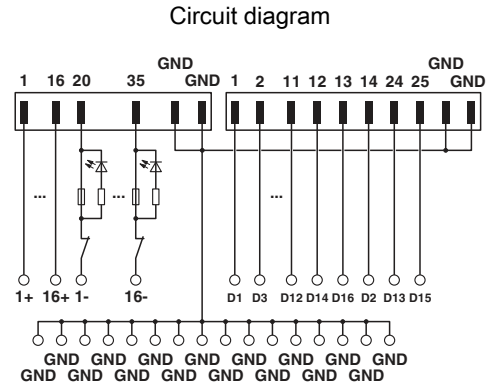 Circuit diagram
GND GND
1 16 20 35 GND 1 2 11 12 13 14 24 25 GND
... ... ...
1+ 16+ 1- 16- D1 D3 D12 D14 D16 D2 D13 D15
GND GND GND GND GND GND GND GND
GND GND GND GND GND GND GND GND